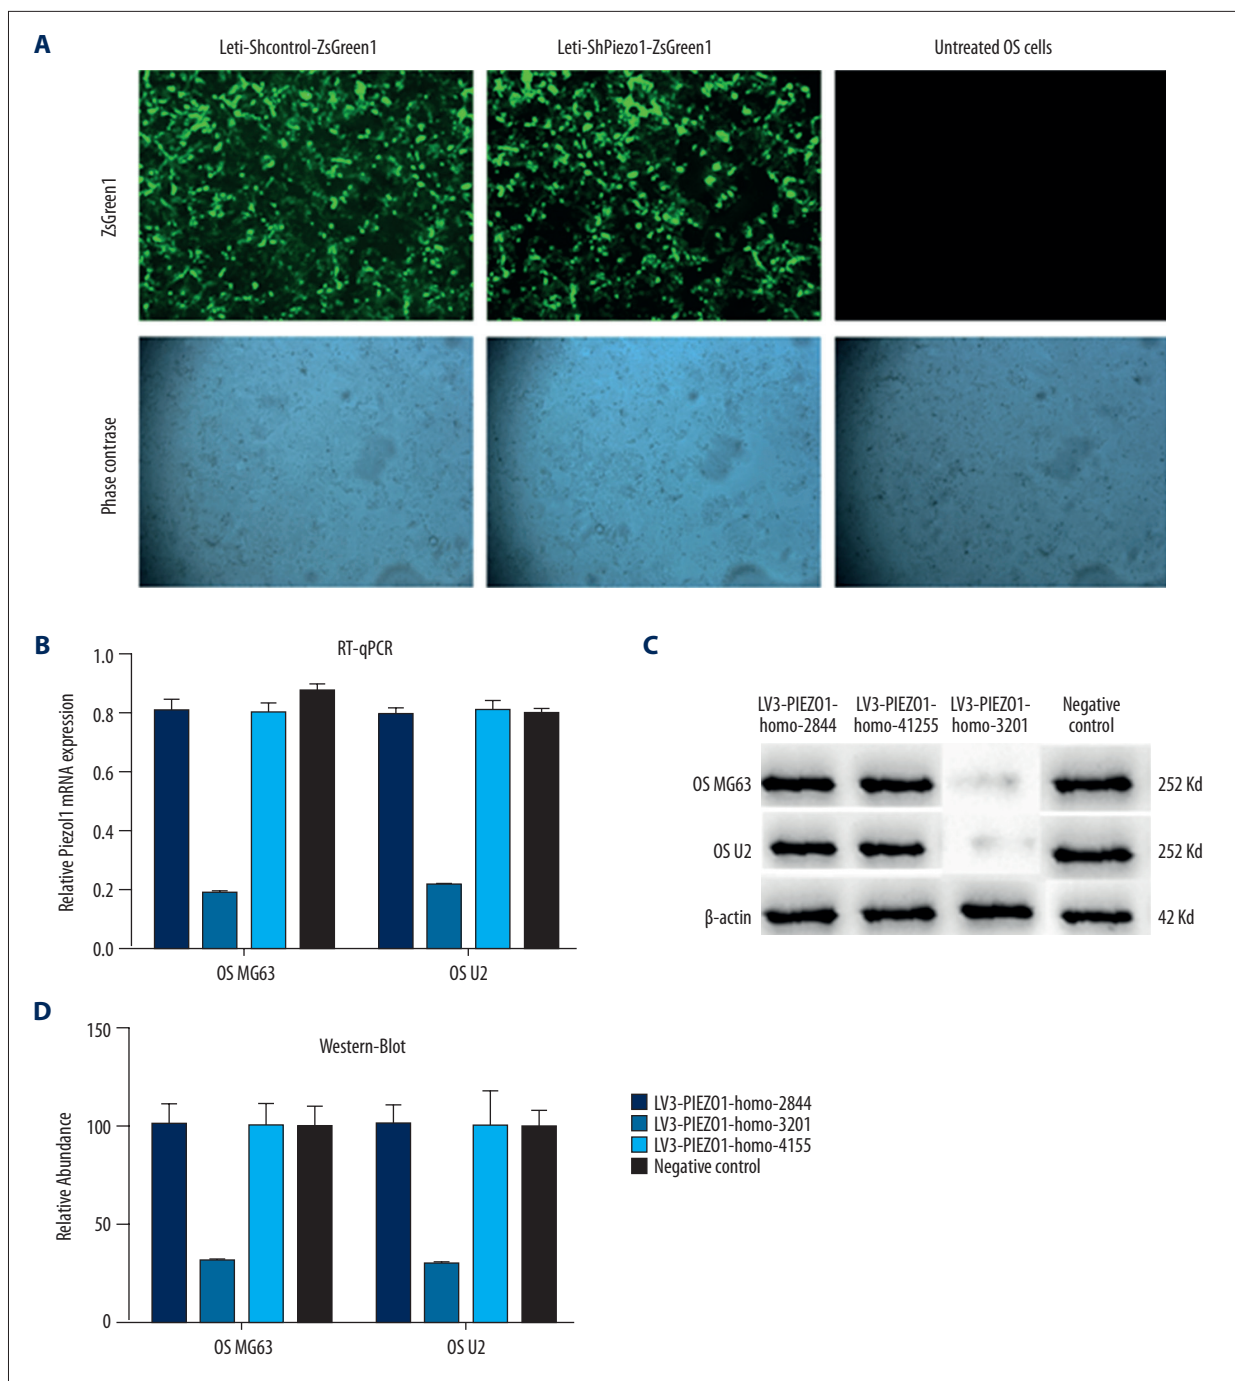 A
Leti-Shcontrol-ZsGreen1
Leti-ShPiezo1-ZsGreen1
Untreated OS cells
ZsGreen1
Phase contrase
B
RT-qPCR
Relative Piezol1 mRNA expression
1.0
0.8
0.6
0.4
0.2
0.0
OS MG63
OS U2
C
LV3-PIEZO1-
homo-2844
LV3-PIEZO1-
homo-41255
LV3-PIEZO1-
homo-3201
Negative
control
OS MG63
252 Kd
OS U2
252 Kd
β-actin
42 Kd
D
Western-Blot
Relative Abundance
150
100
50
0
OS MG63
OS U2
LV3-PIEZO1-homo-2844
LV3-PIEZO1-homo-3201
LV3-PIEZO1-homo-4155
Negative control